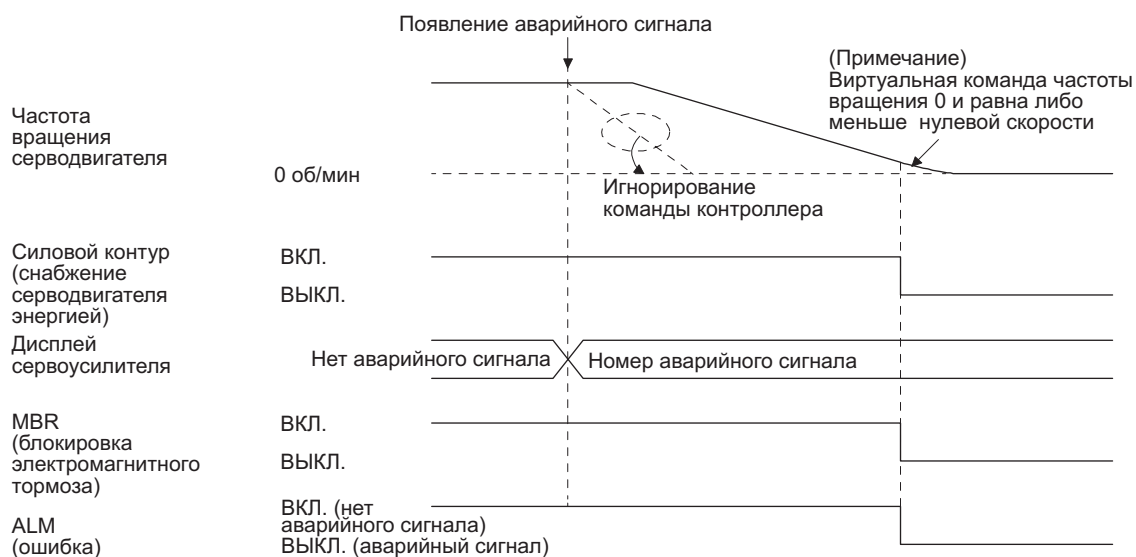 Появление аварийного сигнала
(Примечание)
Виртуальная команда частоты
вращения 0 и равна либо
меньше нулевой скорости
Частота
вращения
серводвигателя
0 об/мин
Игнорирование
команды контроллера
Силовой контур
(снабжение
серводвигателя
энергией)
ВКЛ.
ВЫКЛ.
Дисплей
сервоусилителя
Нет аварийного сигнала
Номер аварийного сигнала
MBR
(блокировка
электромагнитного
тормоза)
ВКЛ.
ВЫКЛ.
ALM
(ошибка)
ВКЛ. (нет
аварийного сигнала)
ВЫКЛ. (аварийный сигнал)